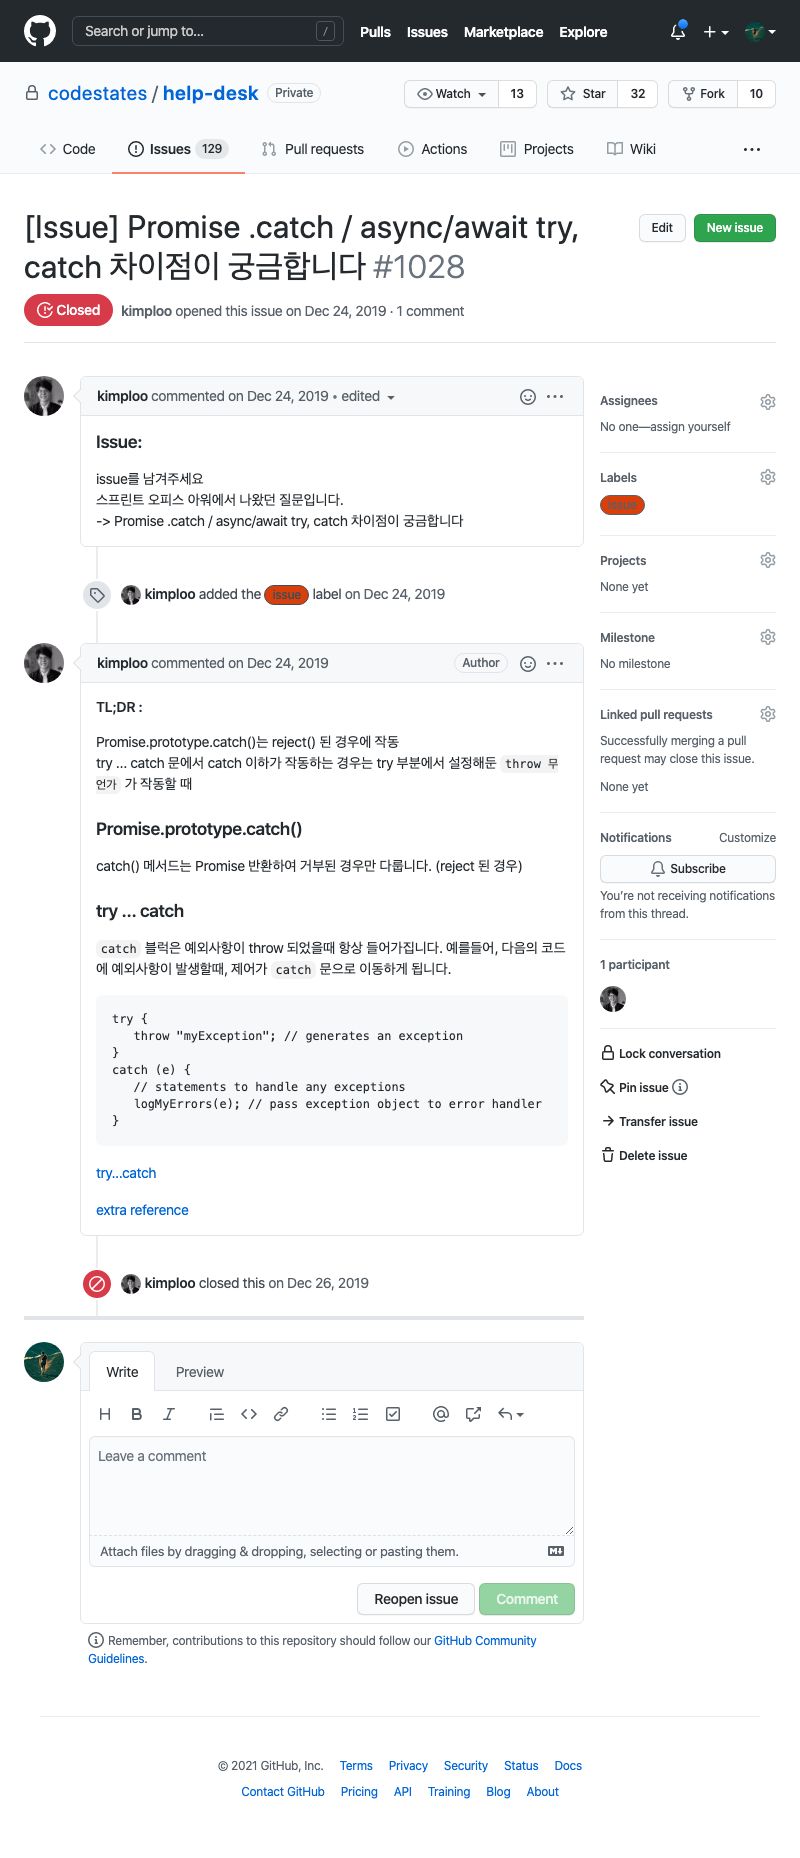 Search or jump to... /
Pulls Issues Marketplace Explore
codestates / help-desk Private
Watch 13 Star 32 Fork 10
Code Issues 129 Pull requests Actions Projects Wiki
[Issue] Promise .catch / async/await try,
catch 차이점이 궁금합니다 #1028
Edit New issue
Closed kimploo opened this issue on Dec 24, 2019 · 1 comment
kimploo commented on Dec 24, 2019 • edited
Issue:
issue를 남겨주세요
스프린트 오피스 아워에서 나왔던 질문입니다.
-> Promise .catch / async/await try, catch 차이점이 궁금합니다
kimploo added the issue label on Dec 24, 2019
kimploo commented on Dec 24, 2019 Author
TL;DR :
Promise.prototype.catch()는 reject() 된 경우에 작동
try ... catch 문에서 catch 이하가 작동하는 경우는 try 부분에서 설정해둔 throw 무
언가 가 작동할 때
Promise.prototype.catch()
catch() 메서드는 Promise 반환하여 거부된 경우만 다룹니다. (reject 된 경우)
try ... catch
catch 블럭은 예외사항이 throw 되었을때 항상 들어가집니다. 예를들어, 다음의 코드
에 예외사항이 발생할때, 제어가 catch 문으로 이동하게 됩니다.
try {
throw "myException"; // generates an exception
}
catch (e) {
// statements to handle any exceptions
logMyErrors(e); // pass exception object to error handler
}
try...catch
extra reference
kimploo closed this on Dec 26, 2019
Assignees
No one—assign yourself
Labels
issue
Projects
None yet
Milestone
No milestone
Linked pull requests
Successfully merging a pull
request may close this issue.
None yet
Notifications Customize
Subscribe
You're not receiving notifications
from this thread.
1 participant
Lock conversation
Pin issue
Transfer issue
Delete issue
Write Preview
H B I
Leave a comment
Attach files by dragging & dropping, selecting or pasting them.
Reopen issue Comment
Remember, contributions to this repository should follow our GitHub Community
Guidelines.
© 2021 GitHub, Inc. Terms Privacy Security Status Docs
Contact GitHub Pricing API Training Blog About